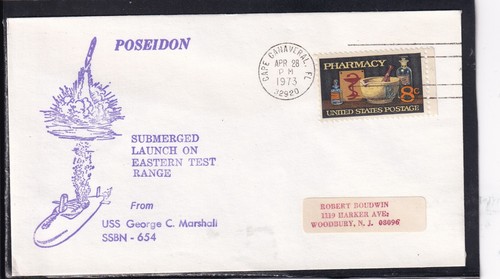 POSEIDON
CAPE CANAVERAL, FL
APR 28
PM
1973
32920
PHARMACY
8c
UNITED STATES POSTAGE
SUBMERGED
LAUNCH ON
EASTERN TEST
RANGE
From
USS George C. Marshall
SSBN - 654
ROBERT BOUDWIN
1119 HARKER AVE;
WOODBURY, N. J. 08096